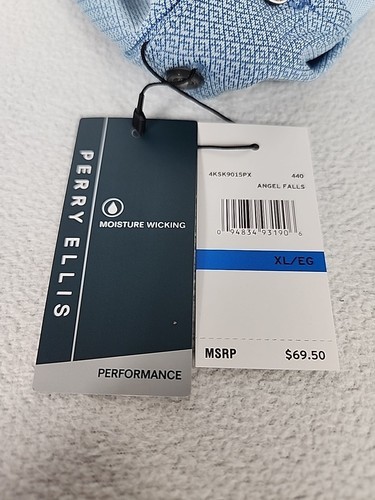 PERRY ELLIS
MOISTURE WICKING
PERFORMANCE
4KSK9015PX 440
ANGEL FALLS
0 94834 93190 6
XL/EG
MSRP $69.50